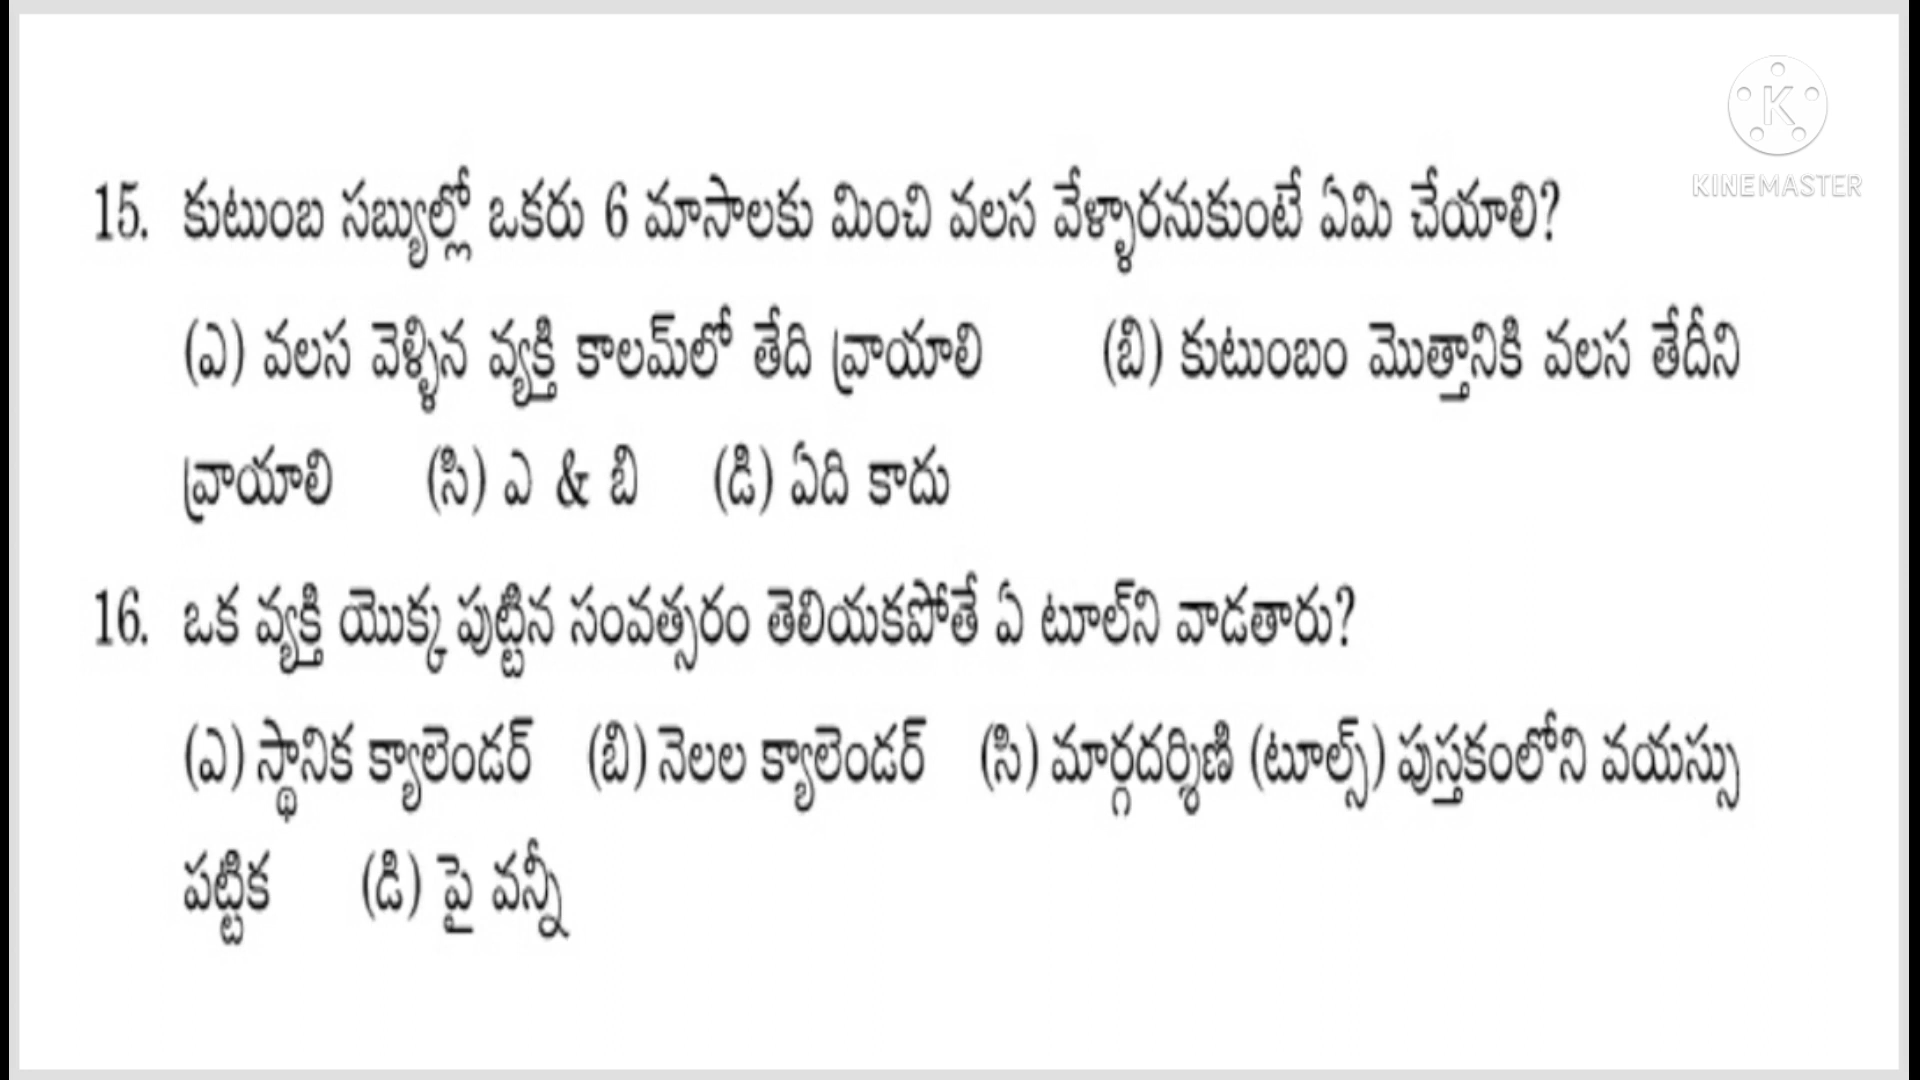 KINEMASTER
15. కుటుంబ సబ్యుల్లో ఒకరు 6 మాసాలకు మించి వలస వేళ్ళారనుకుంటే ఏమి చేయాలి?
(ఎ) వలస వెళ్ళిన వ్యక్తి కాలమ్‌లో తేది వ్రాయాలి (బి) కుటుంబం మొత్తానికి వలస తేదీని
వ్రాయాలి (సి) ఎ & బి (డి) ఏది కాదు
16. ఒక వ్యక్తి యొక్క పుట్టిన సంవత్సరం తెలియకపోతే ఏ టూల్‌ని వాడతారు?
(ఎ) స్థానిక క్యాలెండర్ (బి) నెలల క్యాలెండర్ (సి) మార్గదర్శిణి (టూల్స్) పుస్తకంలోని వయస్సు
పట్టిక (డి) పై వన్నీ